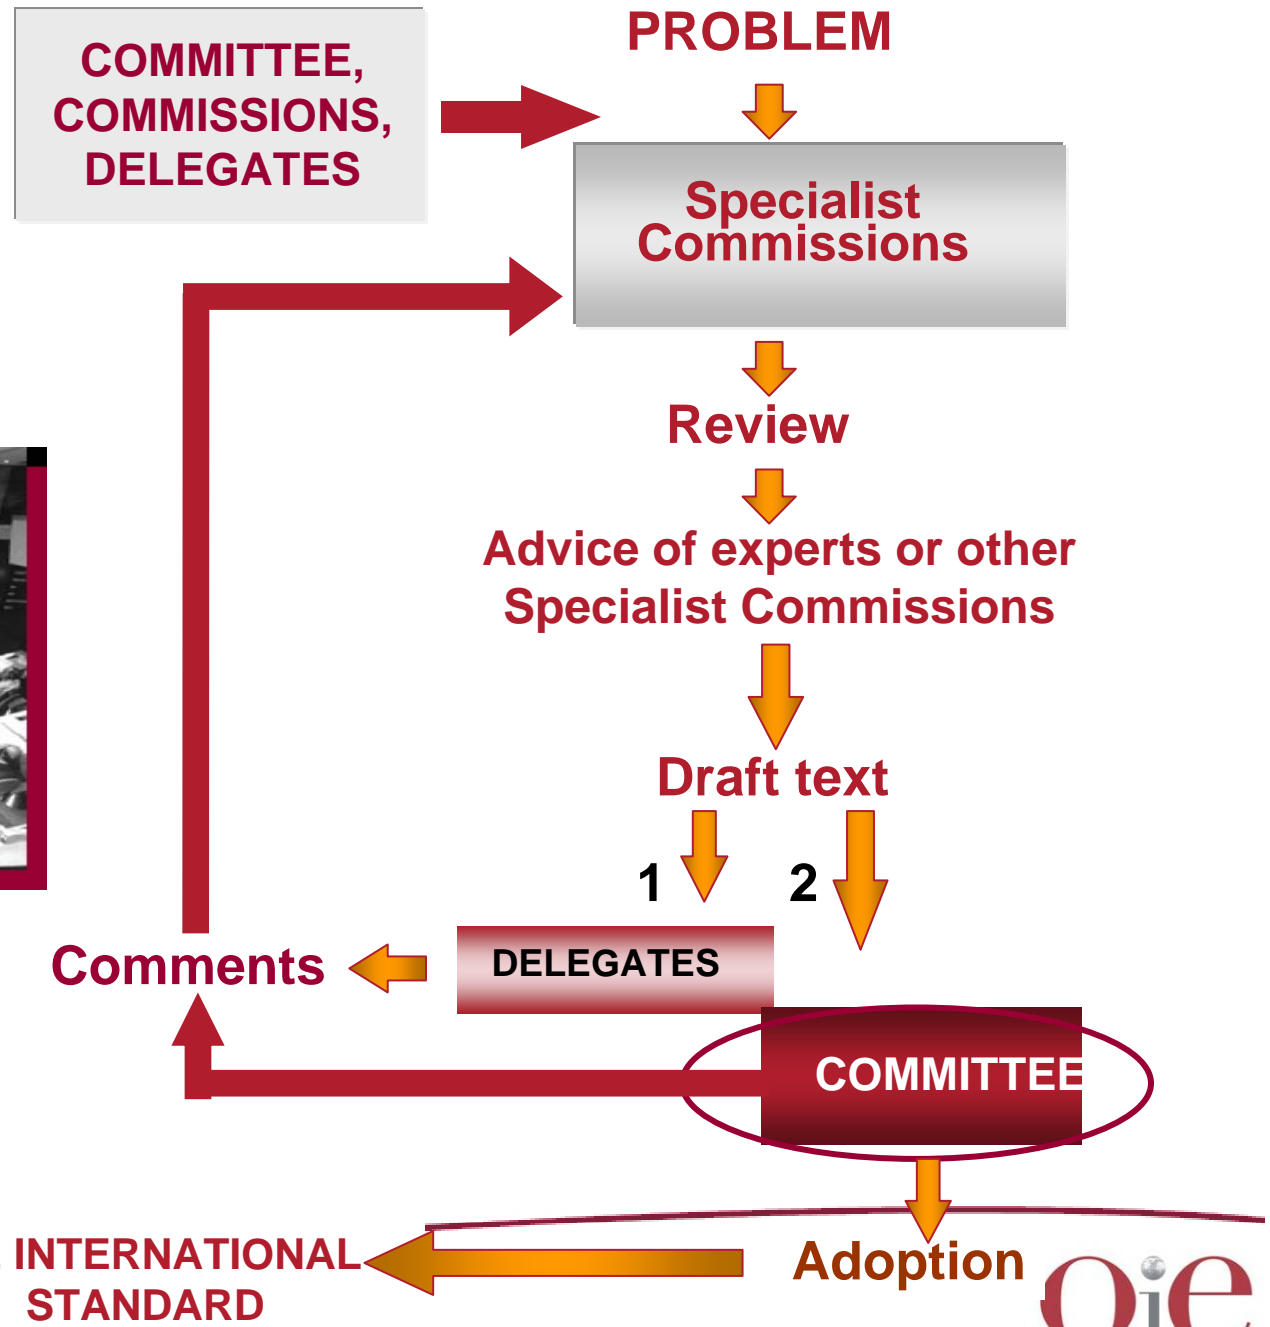 PROBLEM
COMMITTEE,
COMMISSIONS,
DELEGATES
Specialist
Commissions
Review
Advice of experts or other
Specialist Commissions
Draft text
1
2
Comments
DELEGATES
COMMITTEE
Adoption
INTERNATIONAL
STANDARD
oie